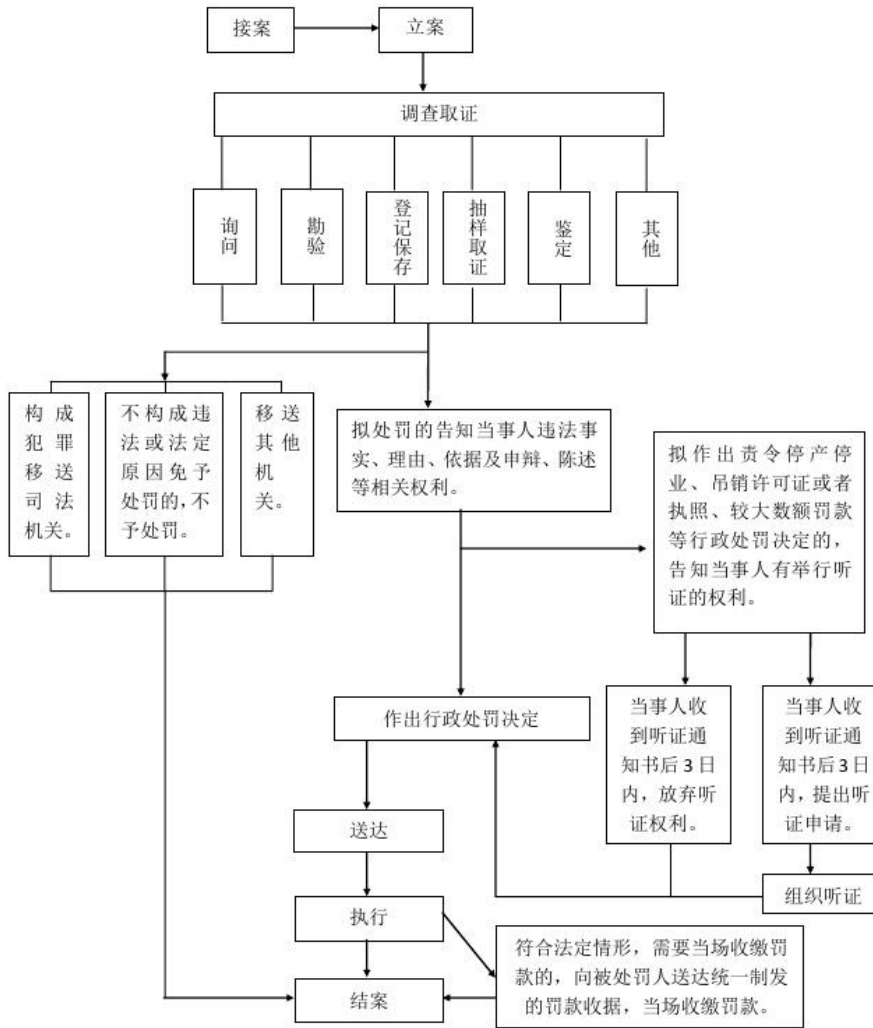 接案
立案
调查取证
询问
勘验
登记保存
抽样取证
鉴定
其他
构成
犯罪
移送
司法
机关。
不构成违
法或法定
原因免予
处罚的，不
予处罚。
移送
其他
机
关。
拟处罚的告知当事人违法事
实、理由、依据及申辩、陈述
等相关权利。
拟作出责令停产停
业、吊销许可证或者
执照、较大数额罚款
等行政处罚决定的，
告知当事人有举行听
证的权利。
作出行政处罚决定
当事人收
到听证通
知书后3日
内，放弃听
证权利。
当事人收
到听证通
知书后3日
内，提出听
证申请。
送达
组织听证
执行
符合法定情形，需要当场收缴罚
款的，向被处罚人送达统一制发
的罚款收据，当场收缴罚款。
结案